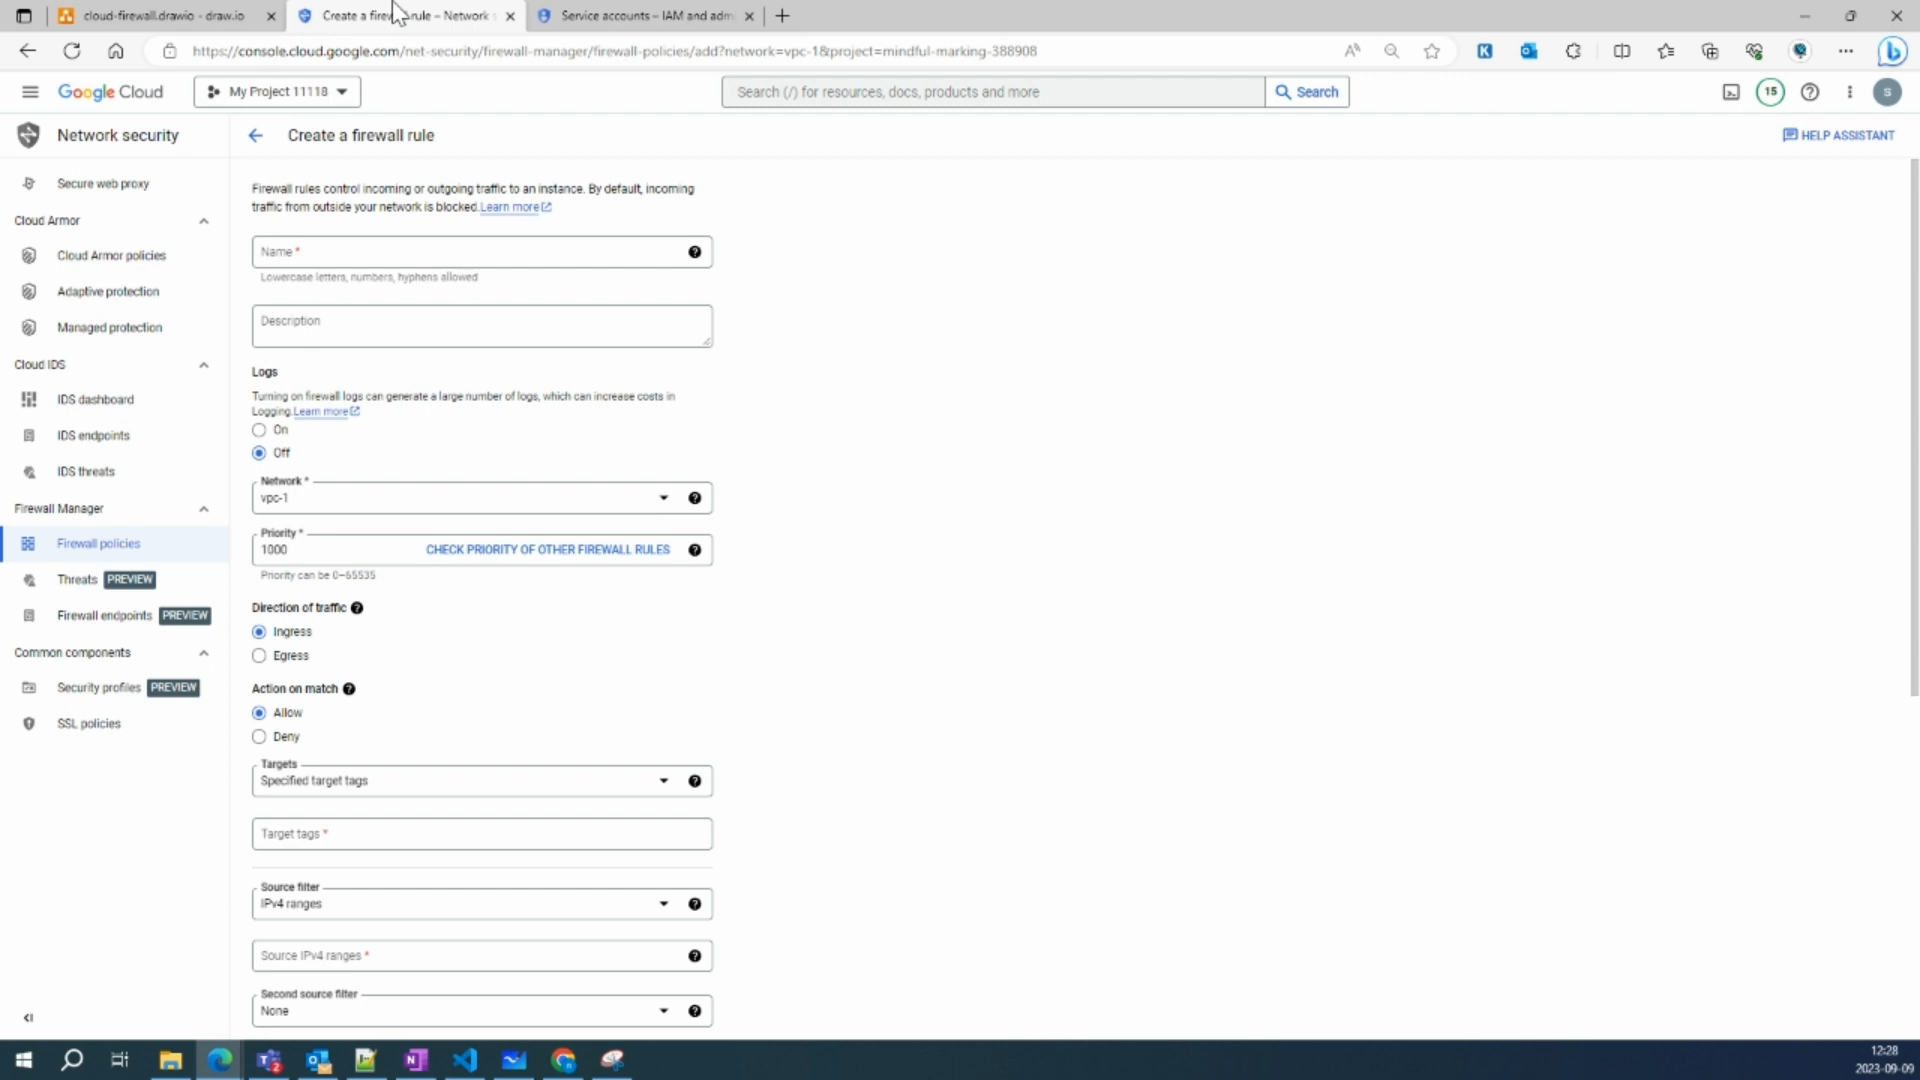 cloud-firewall.drawio - draw.io
Create a firewall rule – Network s
Service accounts – IAM and adm
https://console.cloud.google.com/net-security/firewall-manager/firewall-policies/add?network=vpc-1&project=mindful-marking-388908
Google Cloud
My Project 11118
Search (/) for resources, docs, products and more
Search
15
S
Network security
Create a firewall rule
HELP ASSISTANT
Secure web proxy
Cloud Armor
Cloud Armor policies
Adaptive protection
Managed protection
Cloud IDS
IDS dashboard
IDS endpoints
IDS threats
Firewall Manager
Firewall policies
Threats PREVIEW
Firewall endpoints PREVIEW
Common components
Security profiles PREVIEW
SSL policies
Firewall rules control incoming or outgoing traffic to an instance. By default, incoming
traffic from outside your network is blocked. Learn more
Name *
Lowercase letters, numbers, hyphens allowed
Description
Logs
Turning on firewall logs can generate a large number of logs, which can increase costs in
Logging. Learn more
On
Off
Network *
vpc-1
Priority *
1000
CHECK PRIORITY OF OTHER FIREWALL RULES
Priority can be 0–65535
Direction of traffic
Ingress
Egress
Action on match
Allow
Deny
Targets
Specified target tags
Target tags *
Source filter
IPv4 ranges
Source IPv4 ranges *
Second source filter
None
12:28
2023-09-09